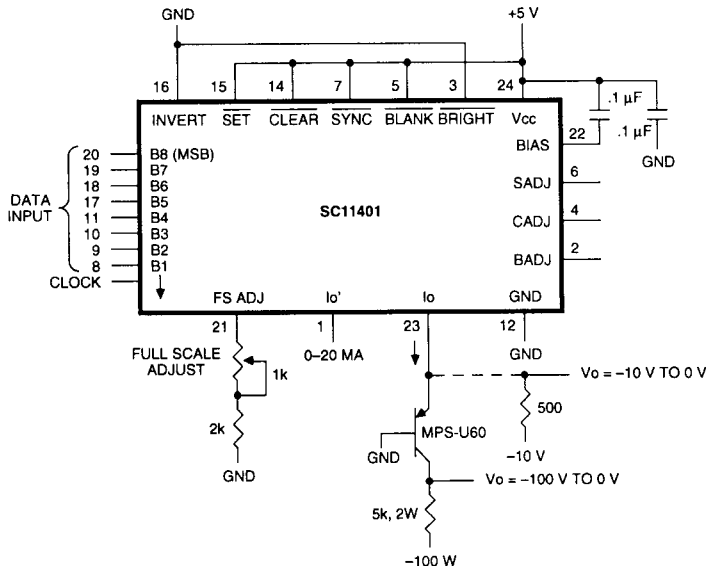 GND
+5 V
16 15 14 7 5 3 24
INVERT SET CLEAR SYNC BLANK BRIGHT Vcc
.1 µF
.1 µF
GND
BIAS 22
SADJ 6
CADJ 4
BADJ 2
SC11401
DATA INPUT
20 B8 (MSB)
19 B7
18 B6
17 B5
11 B4
10 B3
9 B2
8 B1
CLOCK
FS ADJ Io' Io GND
21 1 23 12
FULL SCALE ADJUST
1k
0–20 MA
GND
Vo = –10 V TO 0 V
500
–10 V
2k
GND
GND
MPS-U60
Vo = –100 V TO 0 V
5k, 2W
–100 W